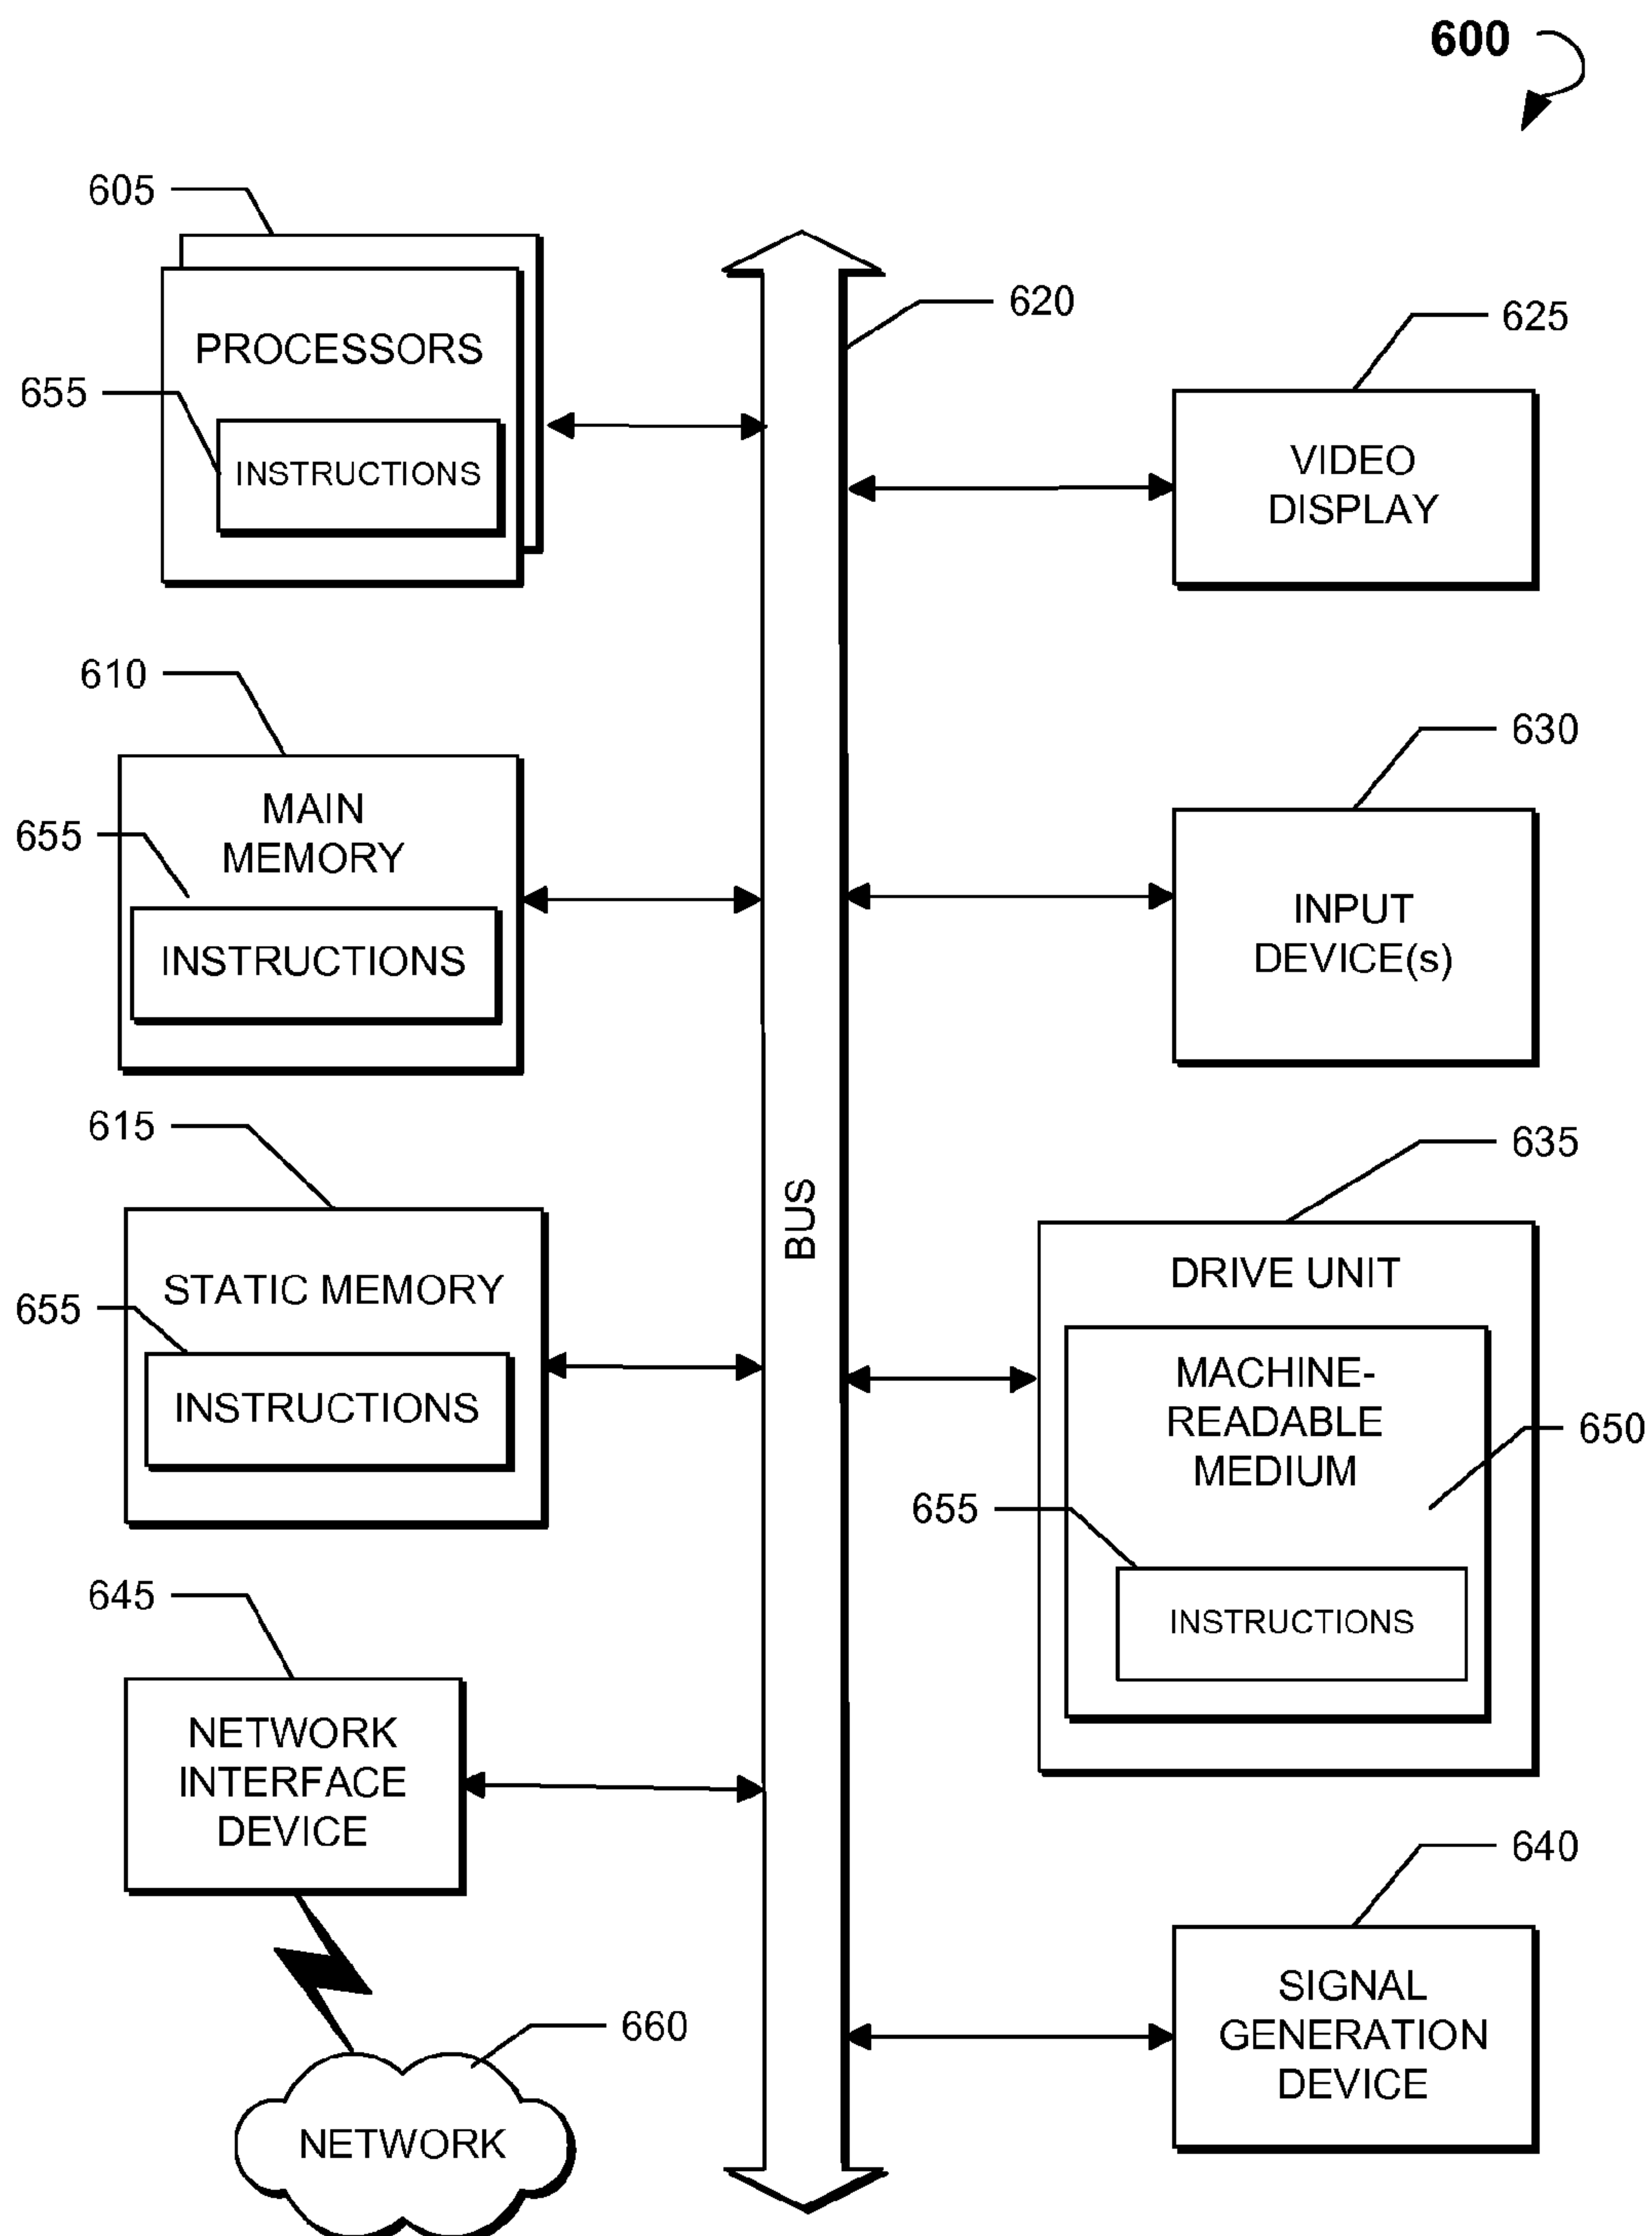 600
605
PROCESSORS
655
INSTRUCTIONS
620
625
VIDEO
DISPLAY
610
MAIN
MEMORY
655
INSTRUCTIONS
630
INPUT
DEVICE(s)
615
STATIC MEMORY
655
INSTRUCTIONS
BUS
635
DRIVE UNIT
MACHINE-
READABLE
MEDIUM
650
655
INSTRUCTIONS
645
NETWORK
INTERFACE
DEVICE
660
NETWORK
640
SIGNAL
GENERATION
DEVICE